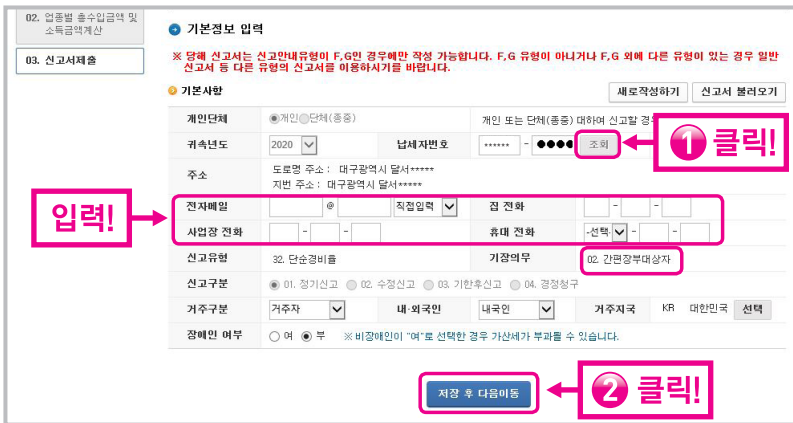 02. 업종별 총수입금액 및
소득금액계산
03. 신고서제출
기본정보 입력
※ 당해 신고서는 신고안내유형이 F,G인 경우에만 작성 가능합니다. F,G 유형이 아니거나 F,G 외에 다른 유형이 있는 경우 일반
신고서 등 다른 유형의 신고서를 이용하시기를 바랍니다.
기본사항 새로작성하기 신고서 불러오기
개인단체 개인 단체(종중) 개인 또는 단체(종중) 대하여 신고할 경
귀속년도 2020 납세자번호 ****** - ●●●● 조회
① 클릭!
주소 도로명 주소 : 대구광역시 달서*****
지번 주소 : 대구광역시 달서*****
입력!
전자메일 @ 직접입력 집 전화 - -
사업장 전화 - - 휴대 전화 -선택- - -
신고유형 32. 단순경비율 기장의무 02. 간편장부대상자
신고구분 01. 정기신고 02. 수정신고 03. 기한후신고 04. 경정청구
거주구분 거주자 내·외국인 내국인 거주지국 KR 대한민국 선택
장애인 여부 여 부 ※ 비장애인이 "여"로 선택한 경우 가산세가 부과될 수 있습니다.
저장 후 다음이동
② 클릭!